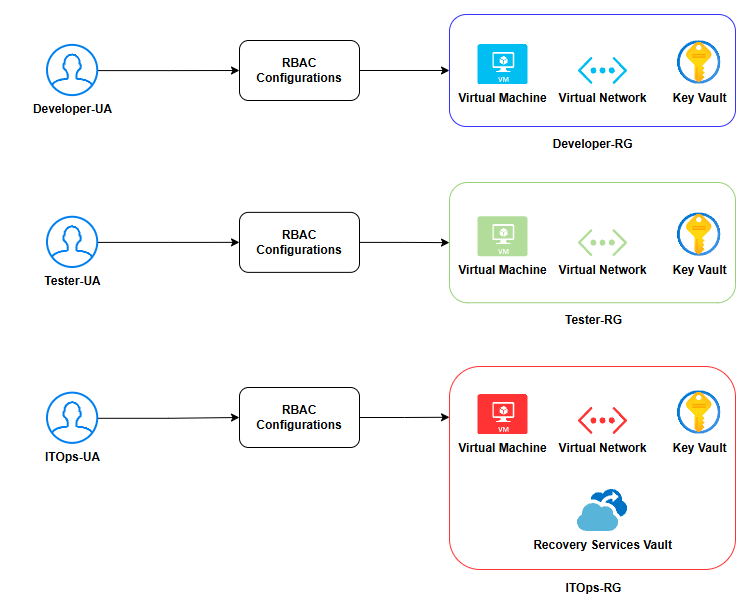 RBAC
Configurations
VM
Virtual Machine
Virtual Network
Key Vault
Developer-UA
Developer-RG
RBAC
Configurations
VM
Virtual Machine
Virtual Network
Key Vault
Tester-UA
Tester-RG
RBAC
Configurations
VM
Virtual Machine
Virtual Network
Key Vault
ITOps-UA
Recovery Services Vault
ITOps-RG